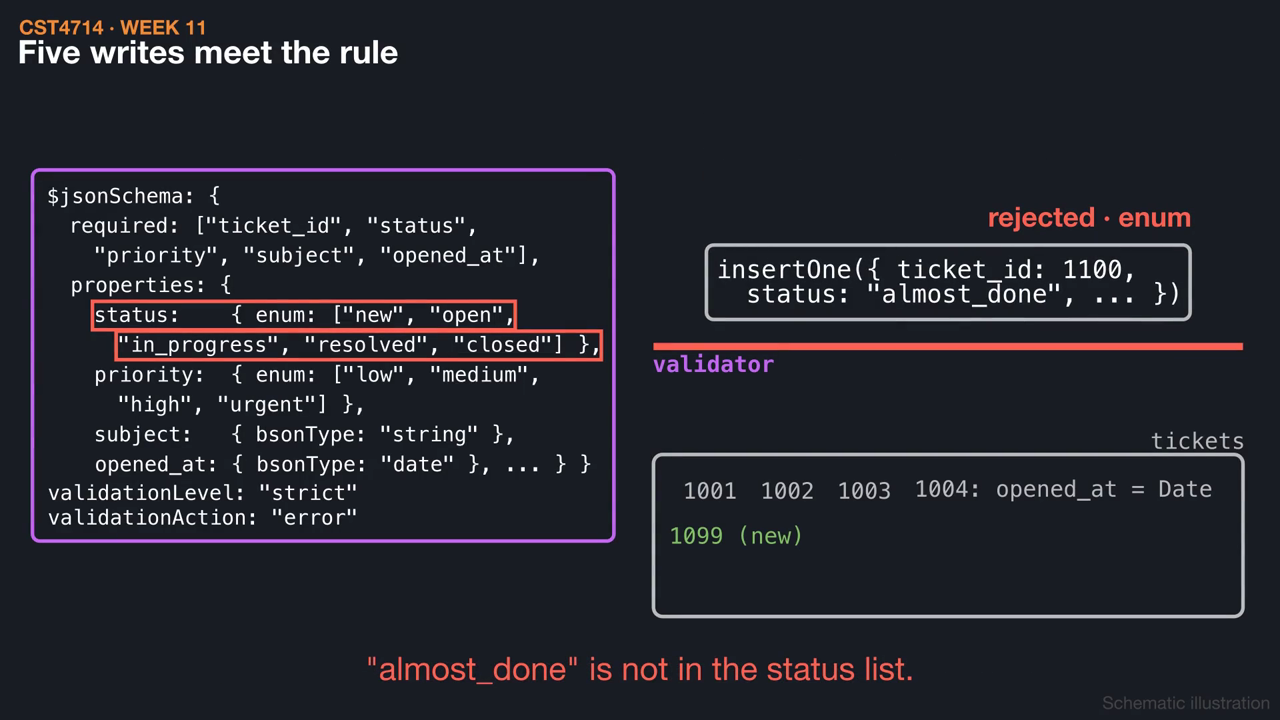 CST4714 · WEEK 11
Five writes meet the rule
$jsonSchema: {
required: ["ticket_id", "status",
"priority", "subject", "opened_at"],
properties: {
status: { enum: ["new", "open",
"in_progress", "resolved", "closed"] },
priority: { enum: ["low", "medium",
"high", "urgent"] },
subject: { bsonType: "string" },
opened_at: { bsonType: "date" }, ... } }
validationLevel: "strict"
validationAction: "error"
rejected · enum
insertOne({ ticket_id: 1100,
status: "almost_done", ... })
validator
tickets
1001 1002 1003 1004: opened_at = Date
1099 (new)
"almost_done" is not in the status list.
Schematic illustration